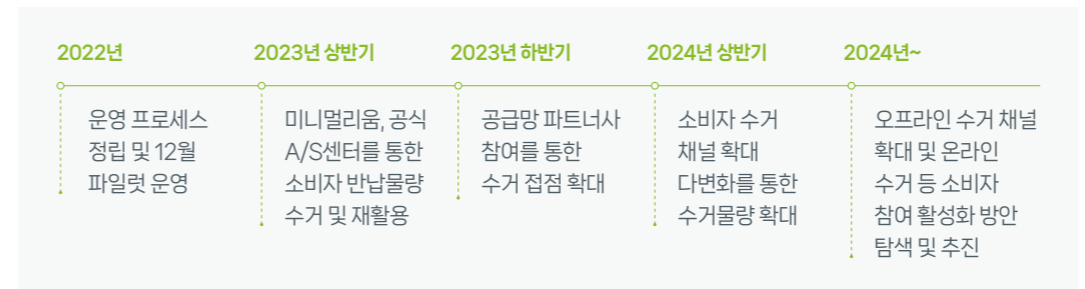 2022년
운영 프로세스
정립 및 12월
파일럿 운영
2023년 상반기
미니멀리움, 공식
A/S센터를 통한
소비자 반납물량
수거 및 재활용
2023년 하반기
공급망 파트너사
참여를 통한
수거 접점 확대
2024년 상반기
소비자 수거
채널 확대
다변화를 통한
수거물량 확대
2024년~
오프라인 수거 채널
확대 및 온라인
수거 등 소비자
참여 활성화 방안
탐색 및 추진